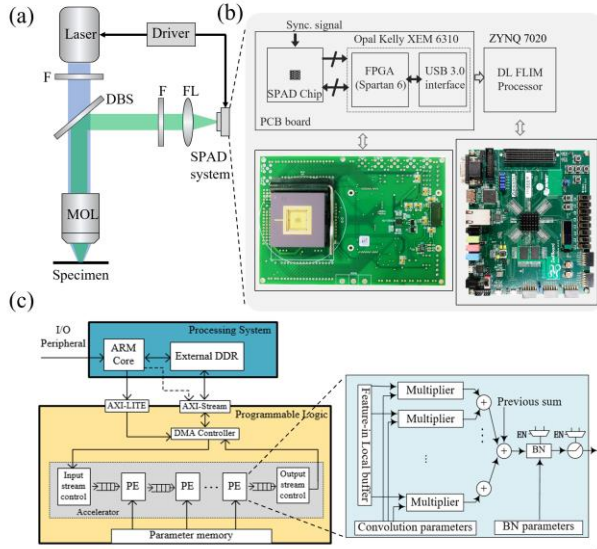 (a)
Laser
Driver
F
DBS
F
FL
SPAD
system
MOL
Specimen
(b)
Sync. signal
Opal Kelly XEM 6310
ZYNQ 7020
SPAD Chip
FPGA
(Spartan 6)
USB 3.0
interface
DL FLIM
Processor
PCB board
(c)
I/O
Peripheral
Processing System
ARM
Core
External DDR
AXI-LITE
AXI-Stream
Programmable Logic
DMA Controller
Input
stream
control
PE
PE
...
PE
Output
stream
control
Accelerator
Parameter memory
Feature-in Local buffer
Multiplier
Multiplier
Multiplier
Previous sum
EN
EN
BN
Convolution parameters
BN parameters